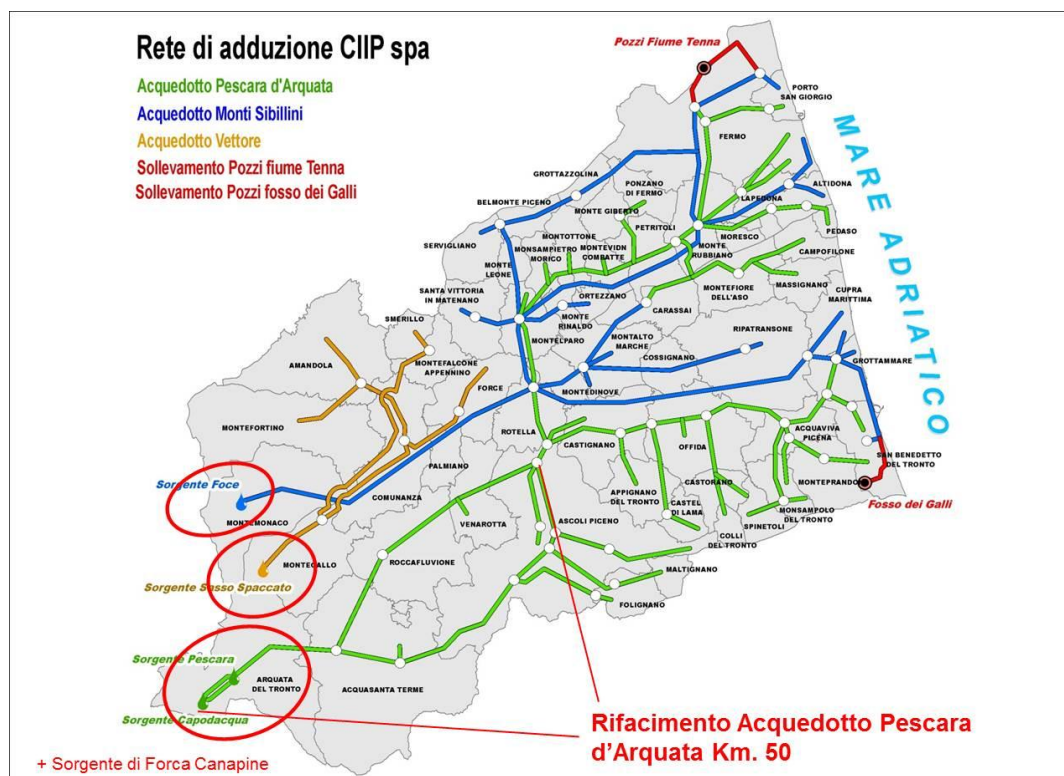 Rete di adduzione CIIP spa
Acquedotto Pescara d'Arquata
Acquedotto Monti Sibillini
Acquedotto Vettore
Sollevamento Pozzi fiume Tenna
Sollevamento Pozzi fosso dei Galli
Pozzi Fiume Tenna
PORTO
SAN GIORGIO
FERMO
MARE ADRIATICO
GROTTAZZOLINA
PONZANO
DI FERMO
ALTIDONA
LAPEDONA
BELMONTE PICENO
MONTE GIBERTO
PETRITOLI
MORESCO
PEDASO
SERVIGLIANO
MONTOTTONE
MONSAMPIETRO
MORICO
MONTEVIDN
COMBATTE
MONTE
RUBBIANO
CAMPOFILONE
MONTE
LEONE
MASSIGNANO
SANTA VITTORIA
IN MATENANO
ORTEZZANO
MONTEFIORE
DELL'ASO
CUPRA
MARITTIMA
SMERILLO
MONTE
RINALDO
CARASSAI
RIPATRANSONE
MONTELPARO
MONTALTO
MARCHE
COSSIGNANO
GROTTAMMARE
AMANDOLA
MONTEFALCONE
APPENNINO
FORCE
MONTEDINOVE
MONTEFORTINO
ROTELLA
CASTIGNANO
OFFIDA
ACQUAVIVA
PICENA
SAN BENEDETTO
DEL TRONTO
PALMIANO
Sorgente Foce
COMUNANZA
MONTEMONACO
APPIGNANO
DEL TRONTO
CASTEL
DI LAMA
CASTORANO
MONTEPRANDO
Fosso dei Galli
VENAROTTA
ASCOLI PICENO
COLLI
DEL TRONTO
SPINETOLI
MONSAMPOLO
DEL TRONTO
MONTEGALLO
ROCCAFLUVIONE
MALTIGNANO
Sorgente Sasso Spaccato
FOLIGNANO
Sorgente Pescara
ARQUATA
DEL TRONTO
ACQUASANTA TERME
Sorgente Capodacqua
Rifacimento Acquedotto Pescara
d’Arquata Km. 50
+ Sorgente di Forca Canapine